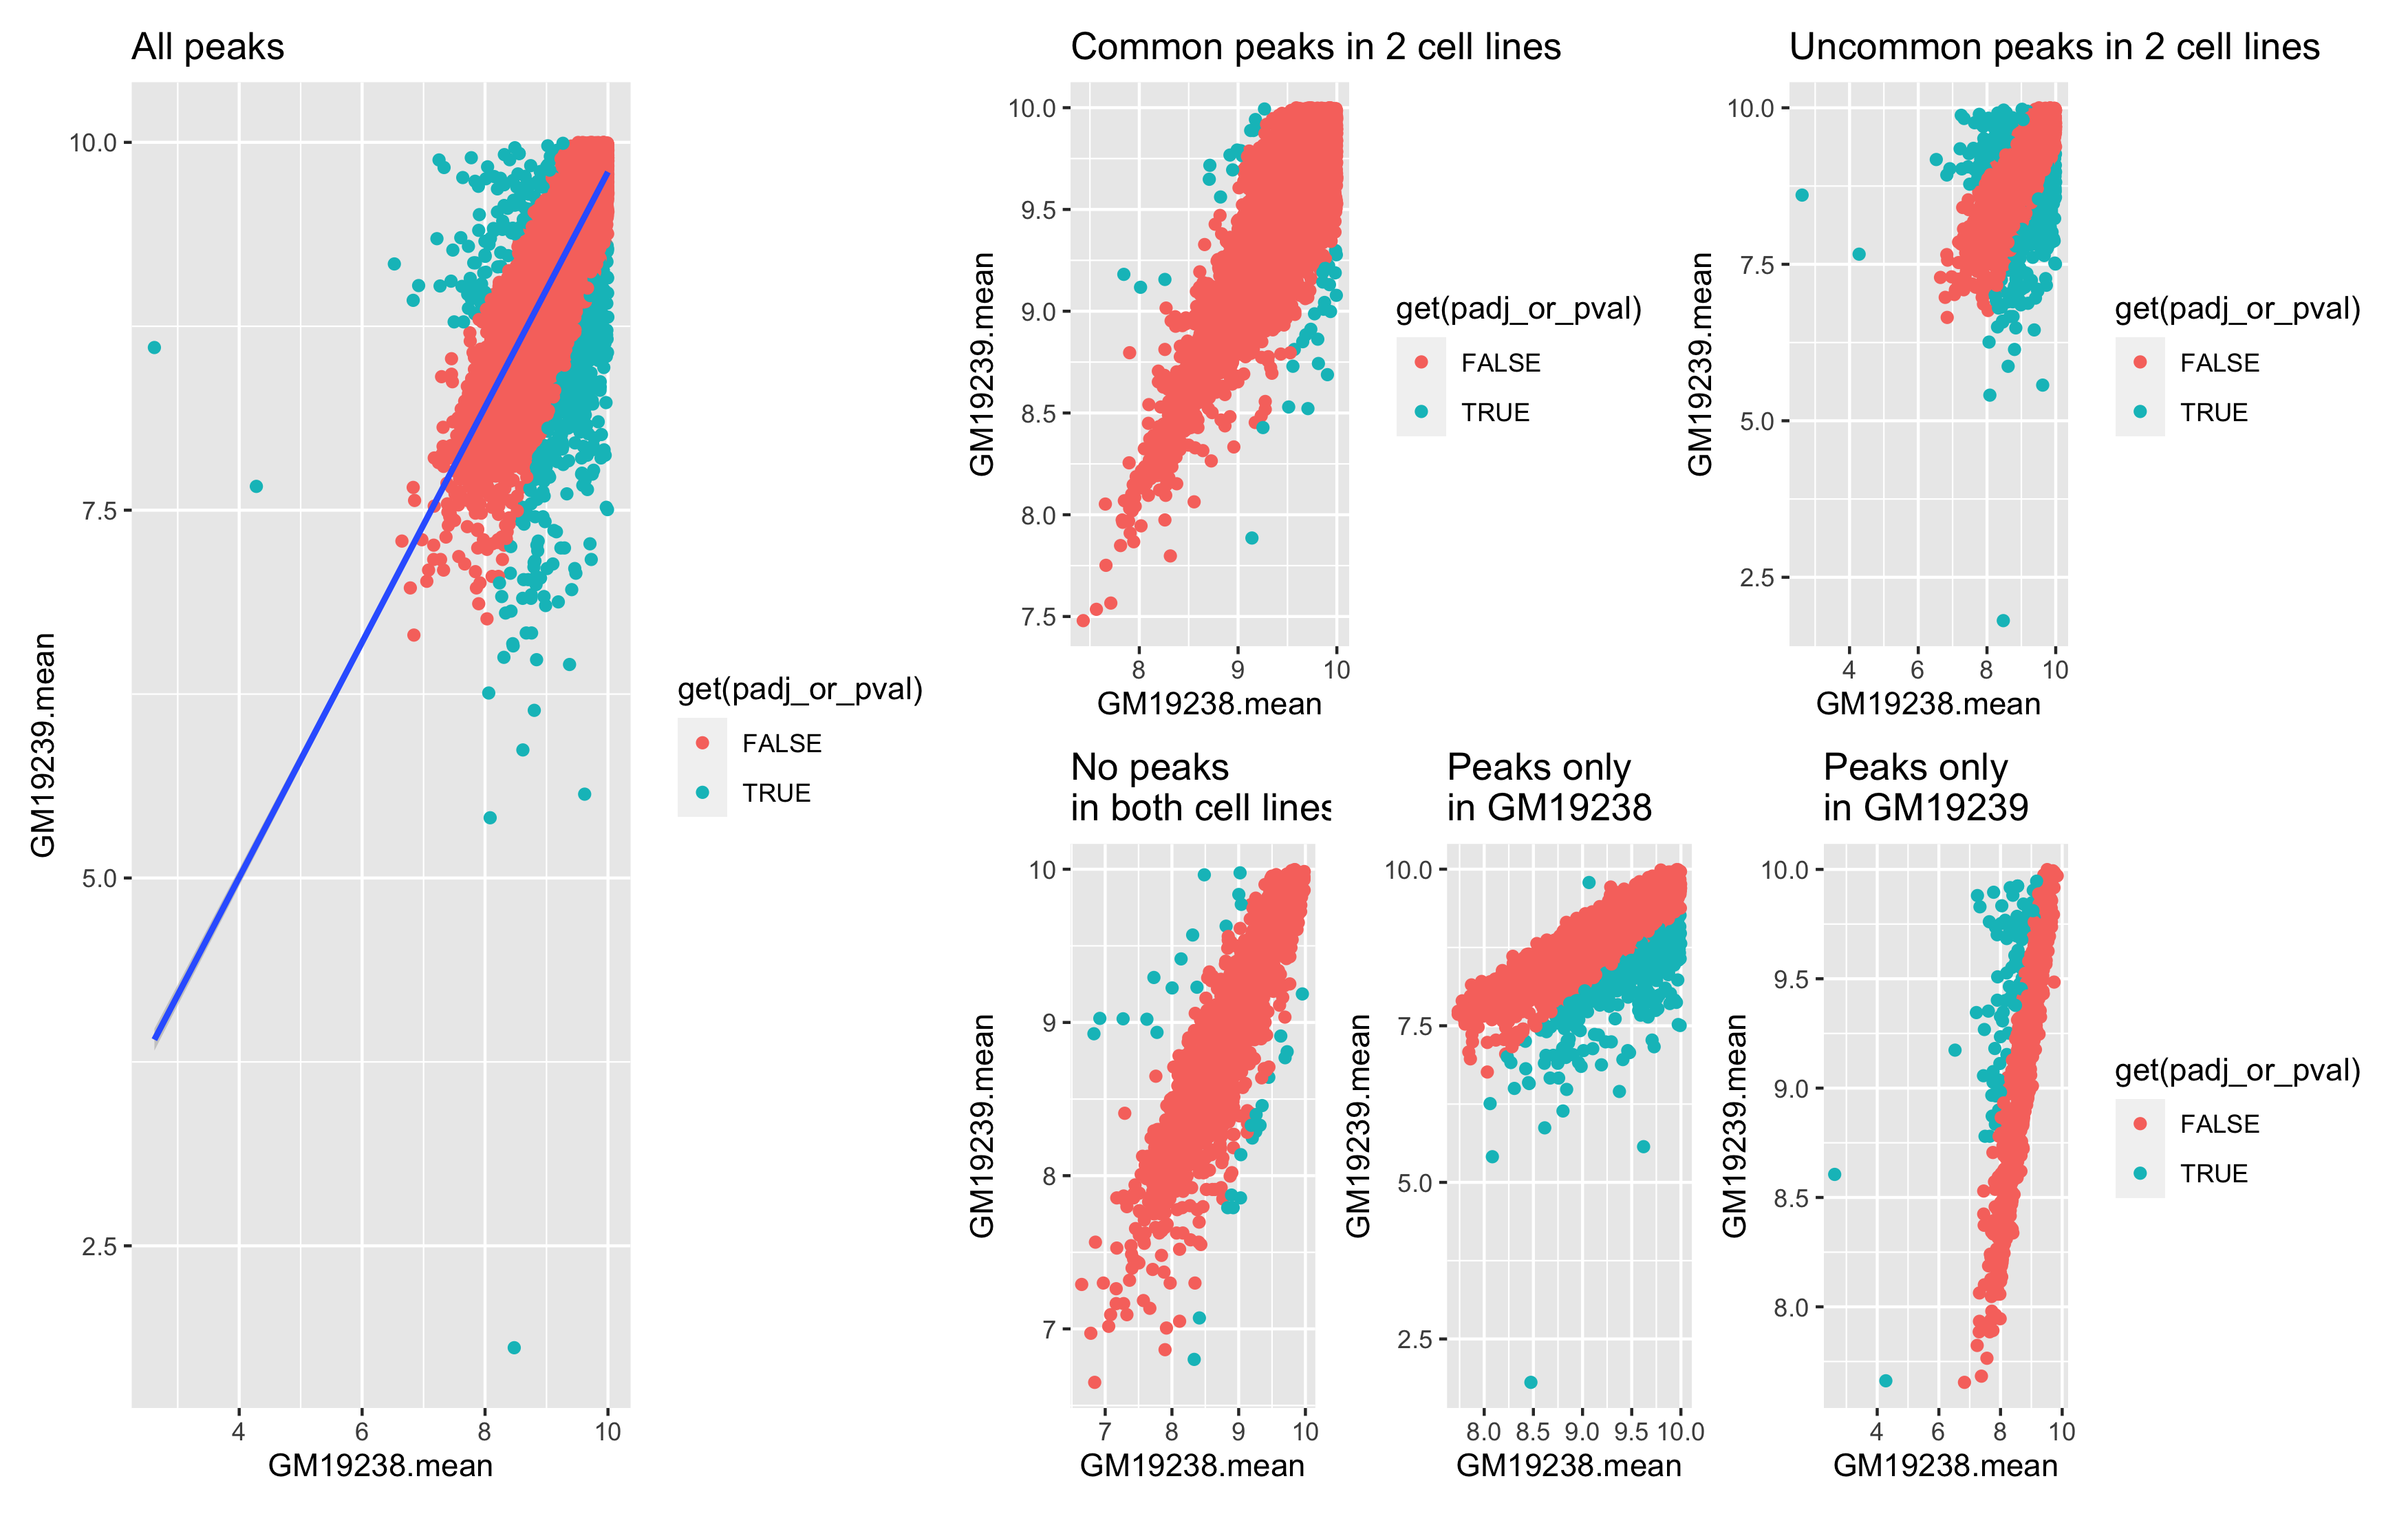 All peaks
10.0
7.5
5.0
2.5
4 6 8 10
GM19238.mean
GM19239.mean
get(padj_or_pval)
FALSE
TRUE
Common peaks in 2 cell lines
10.0
9.5
9.0
8.5
8.0
7.5
8 9 10
GM19238.mean
GM19239.mean
get(padj_or_pval)
FALSE
TRUE
Uncommon peaks in 2 cell lines
10.0
7.5
5.0
2.5
4 6 8 10
GM19238.mean
GM19239.mean
get(padj_or_pval)
FALSE
TRUE
No peaks
in both cell lines
10
9
8
7
7 8 9 10
GM19238.mean
GM19239.mean
Peaks only
in GM19238
10.0
7.5
5.0
2.5
8.0 8.5 9.0 9.5 10.0
GM19238.mean
GM19239.mean
Peaks only
in GM19239
10.0
9.5
9.0
8.5
8.0
4 6 8 10
GM19238.mean
GM19239.mean
get(padj_or_pval)
FALSE
TRUE